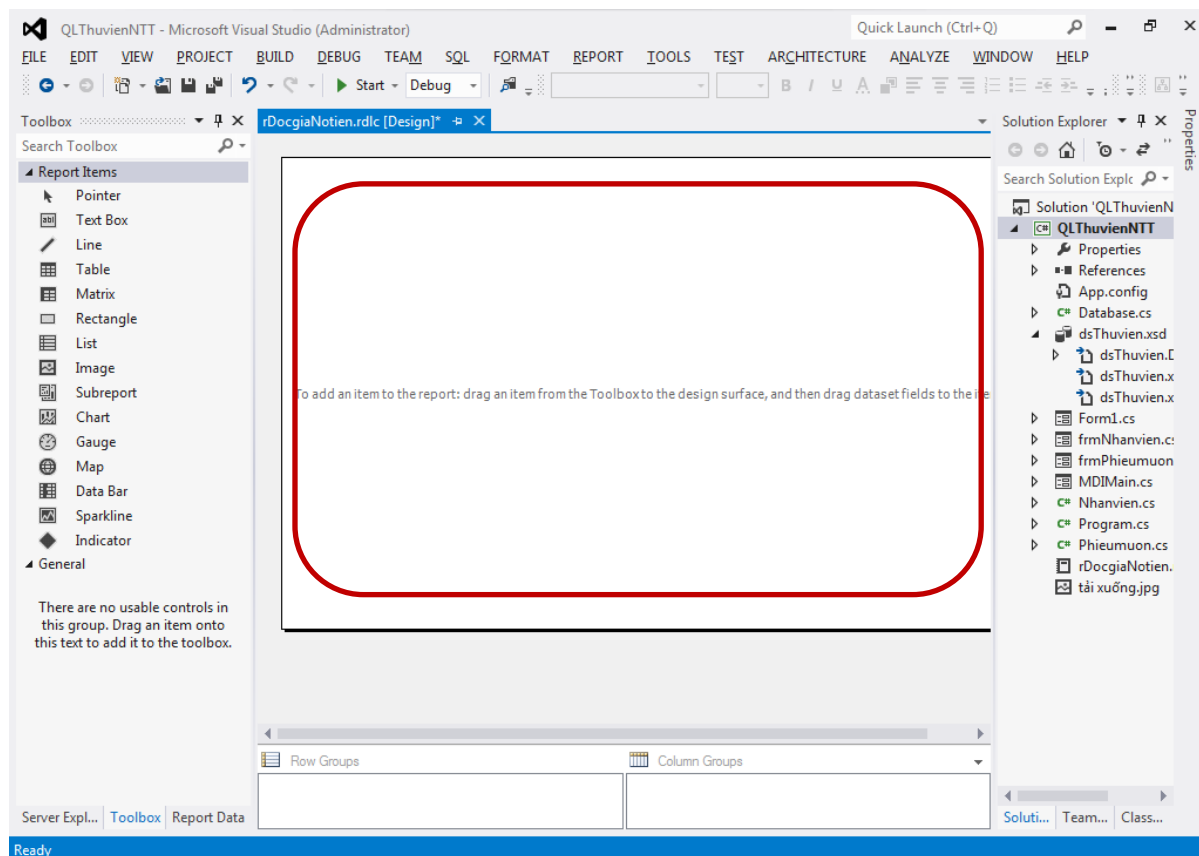 QLThuvienNTT - Microsoft Visual Studio (Administrator)
Quick Launch (Ctrl+Q)
FILE EDIT VIEW PROJECT BUILD DEBUG TEAM SQL FORMAT REPORT TOOLS TEST ARCHITECTURE ANALYZE WINDOW HELP
Start Debug
B I U A
Toolbox
Search Toolbox
Report Items
Pointer
Text Box
Line
Table
Matrix
Rectangle
List
Image
Subreport
Chart
Gauge
Map
Data Bar
Sparkline
Indicator
General
There are no usable controls in
this group. Drag an item onto
this text to add it to the toolbox.
Server Expl... Toolbox Report Data
rDocgiaNotien.rdlc [Design]*
To add an item to the report: drag an item from the Toolbox to the design surface, and then drag dataset fields to the ite
Row Groups
Column Groups
Solution Explorer
Search Solution Explc
Solution 'QLThuvienN
QLThuvienNTT
Properties
References
App.config
Database.cs
dsThuvien.xsd
dsThuvien.D
dsThuvien.x
dsThuvien.x
Form1.cs
frmNhanvien.c
frmPhieumuon
MDIMain.cs
Nhanvien.cs
Program.cs
Phieumuon.cs
rDocgiaNotien.
tải xuống.jpg
Soluti... Team... Class...
Properties
Ready